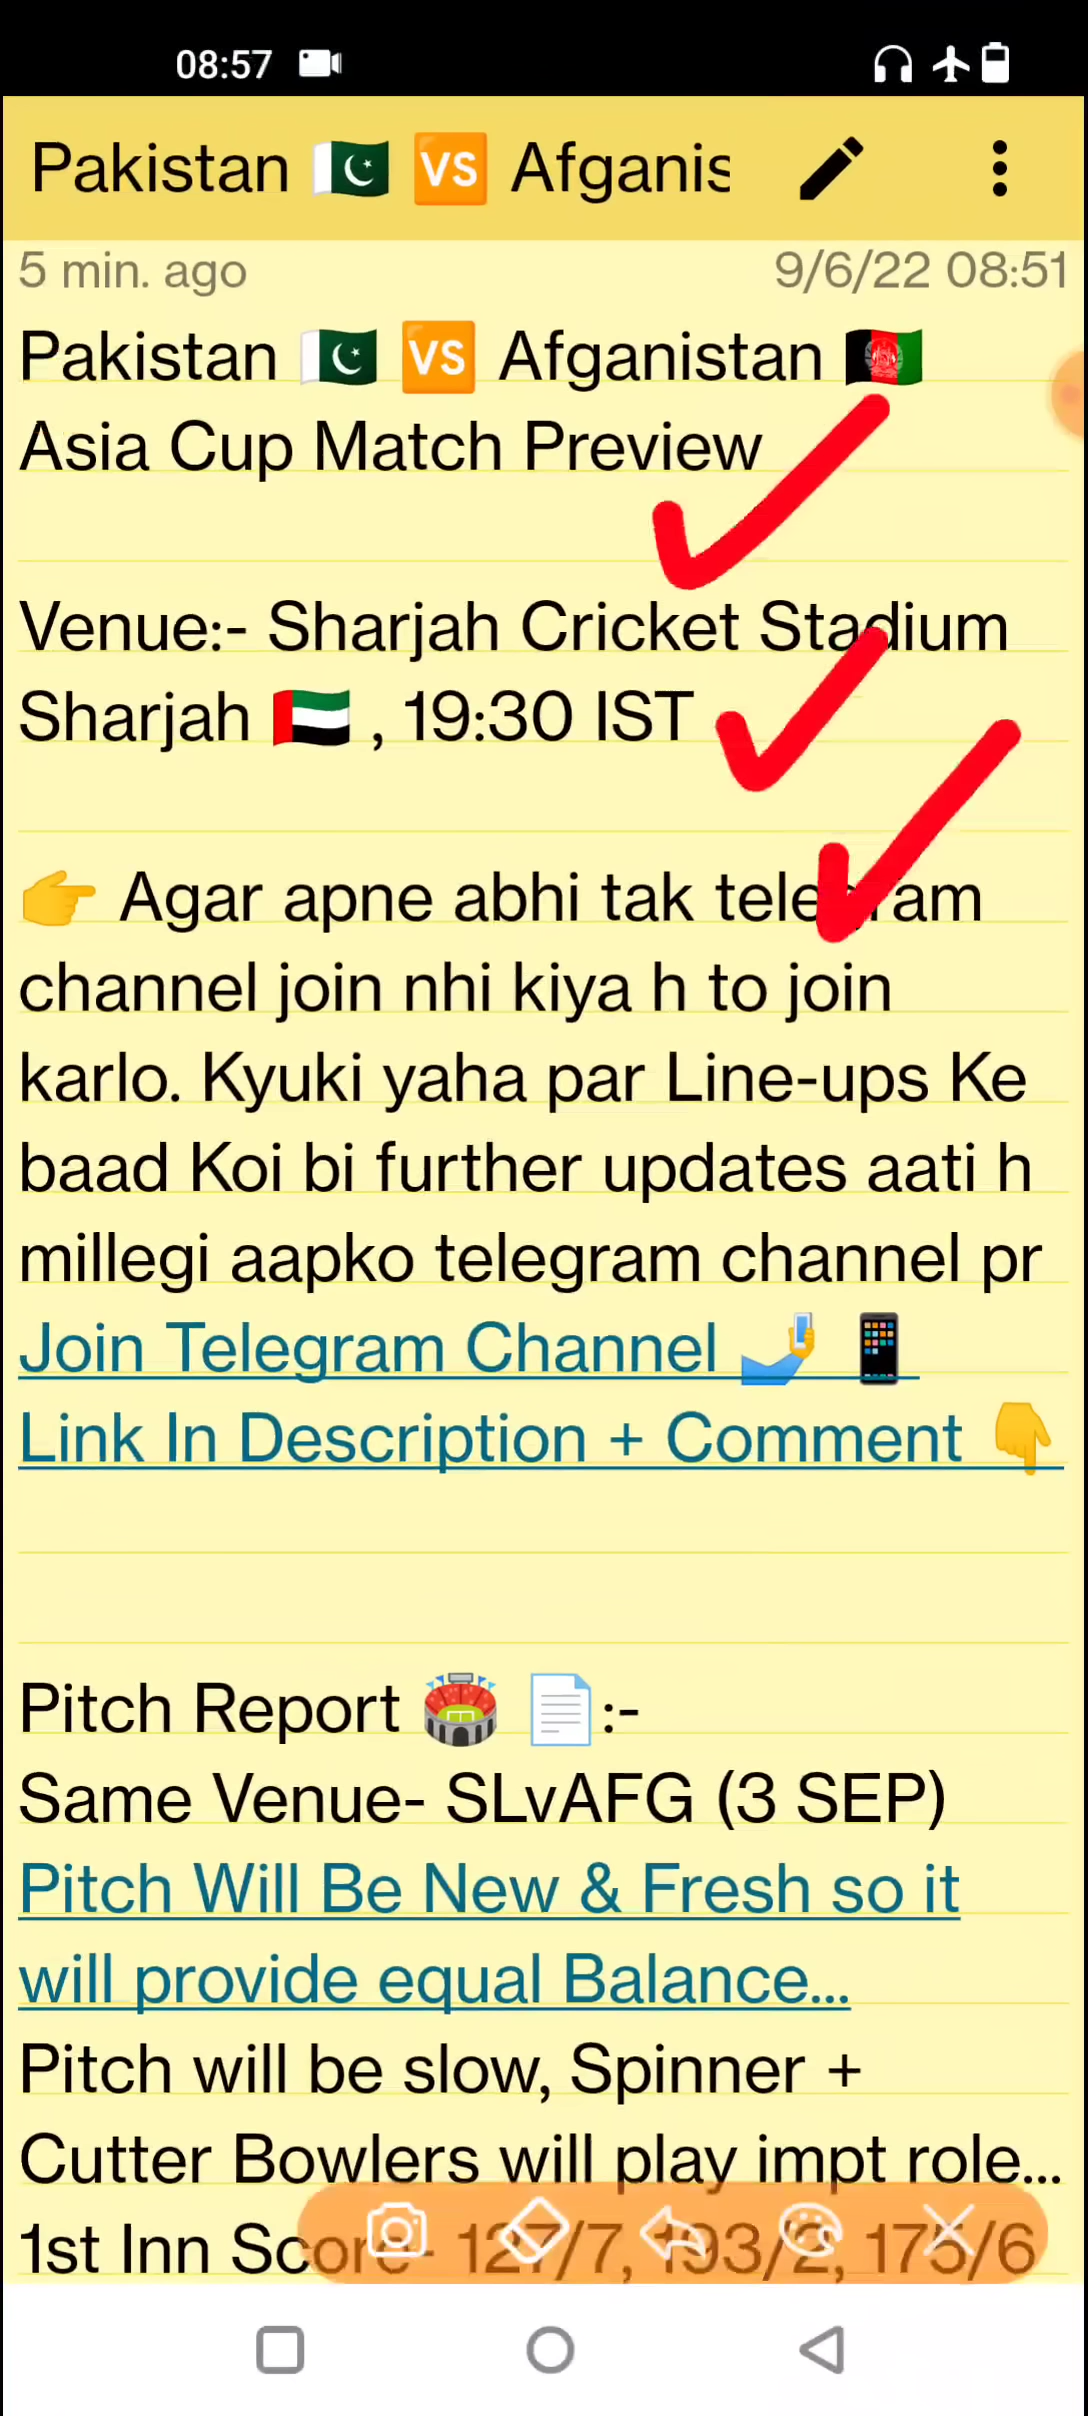 08:57
Pakistan 🇵🇰 🆚 Afganis
5 min. ago 9/6/22 08:51
Pakistan 🇵🇰 🆚 Afganistan 🇦🇫
Asia Cup Match Preview
Venue:- Sharjah Cricket Stadium
Sharjah 🇦🇪 , 19:30 IST
👉 Agar apne abhi tak telegram
channel join nhi kiya h to join
karlo. Kyuki yaha par Line-ups Ke
baad Koi bi further updates aati h
millegi aapko telegram channel pr
Join Telegram Channel 🤳 📱
Link In Description + Comment 👇
Pitch Report 🏟 📄:-
Same Venue- SLvAFG (3 SEP)
Pitch Will Be New & Fresh so it
will provide equal Balance...
Pitch will be slow, Spinner +
Cutter Bowlers will play impt role...
1st Inn Score- 127/7, 193/2, 175/6